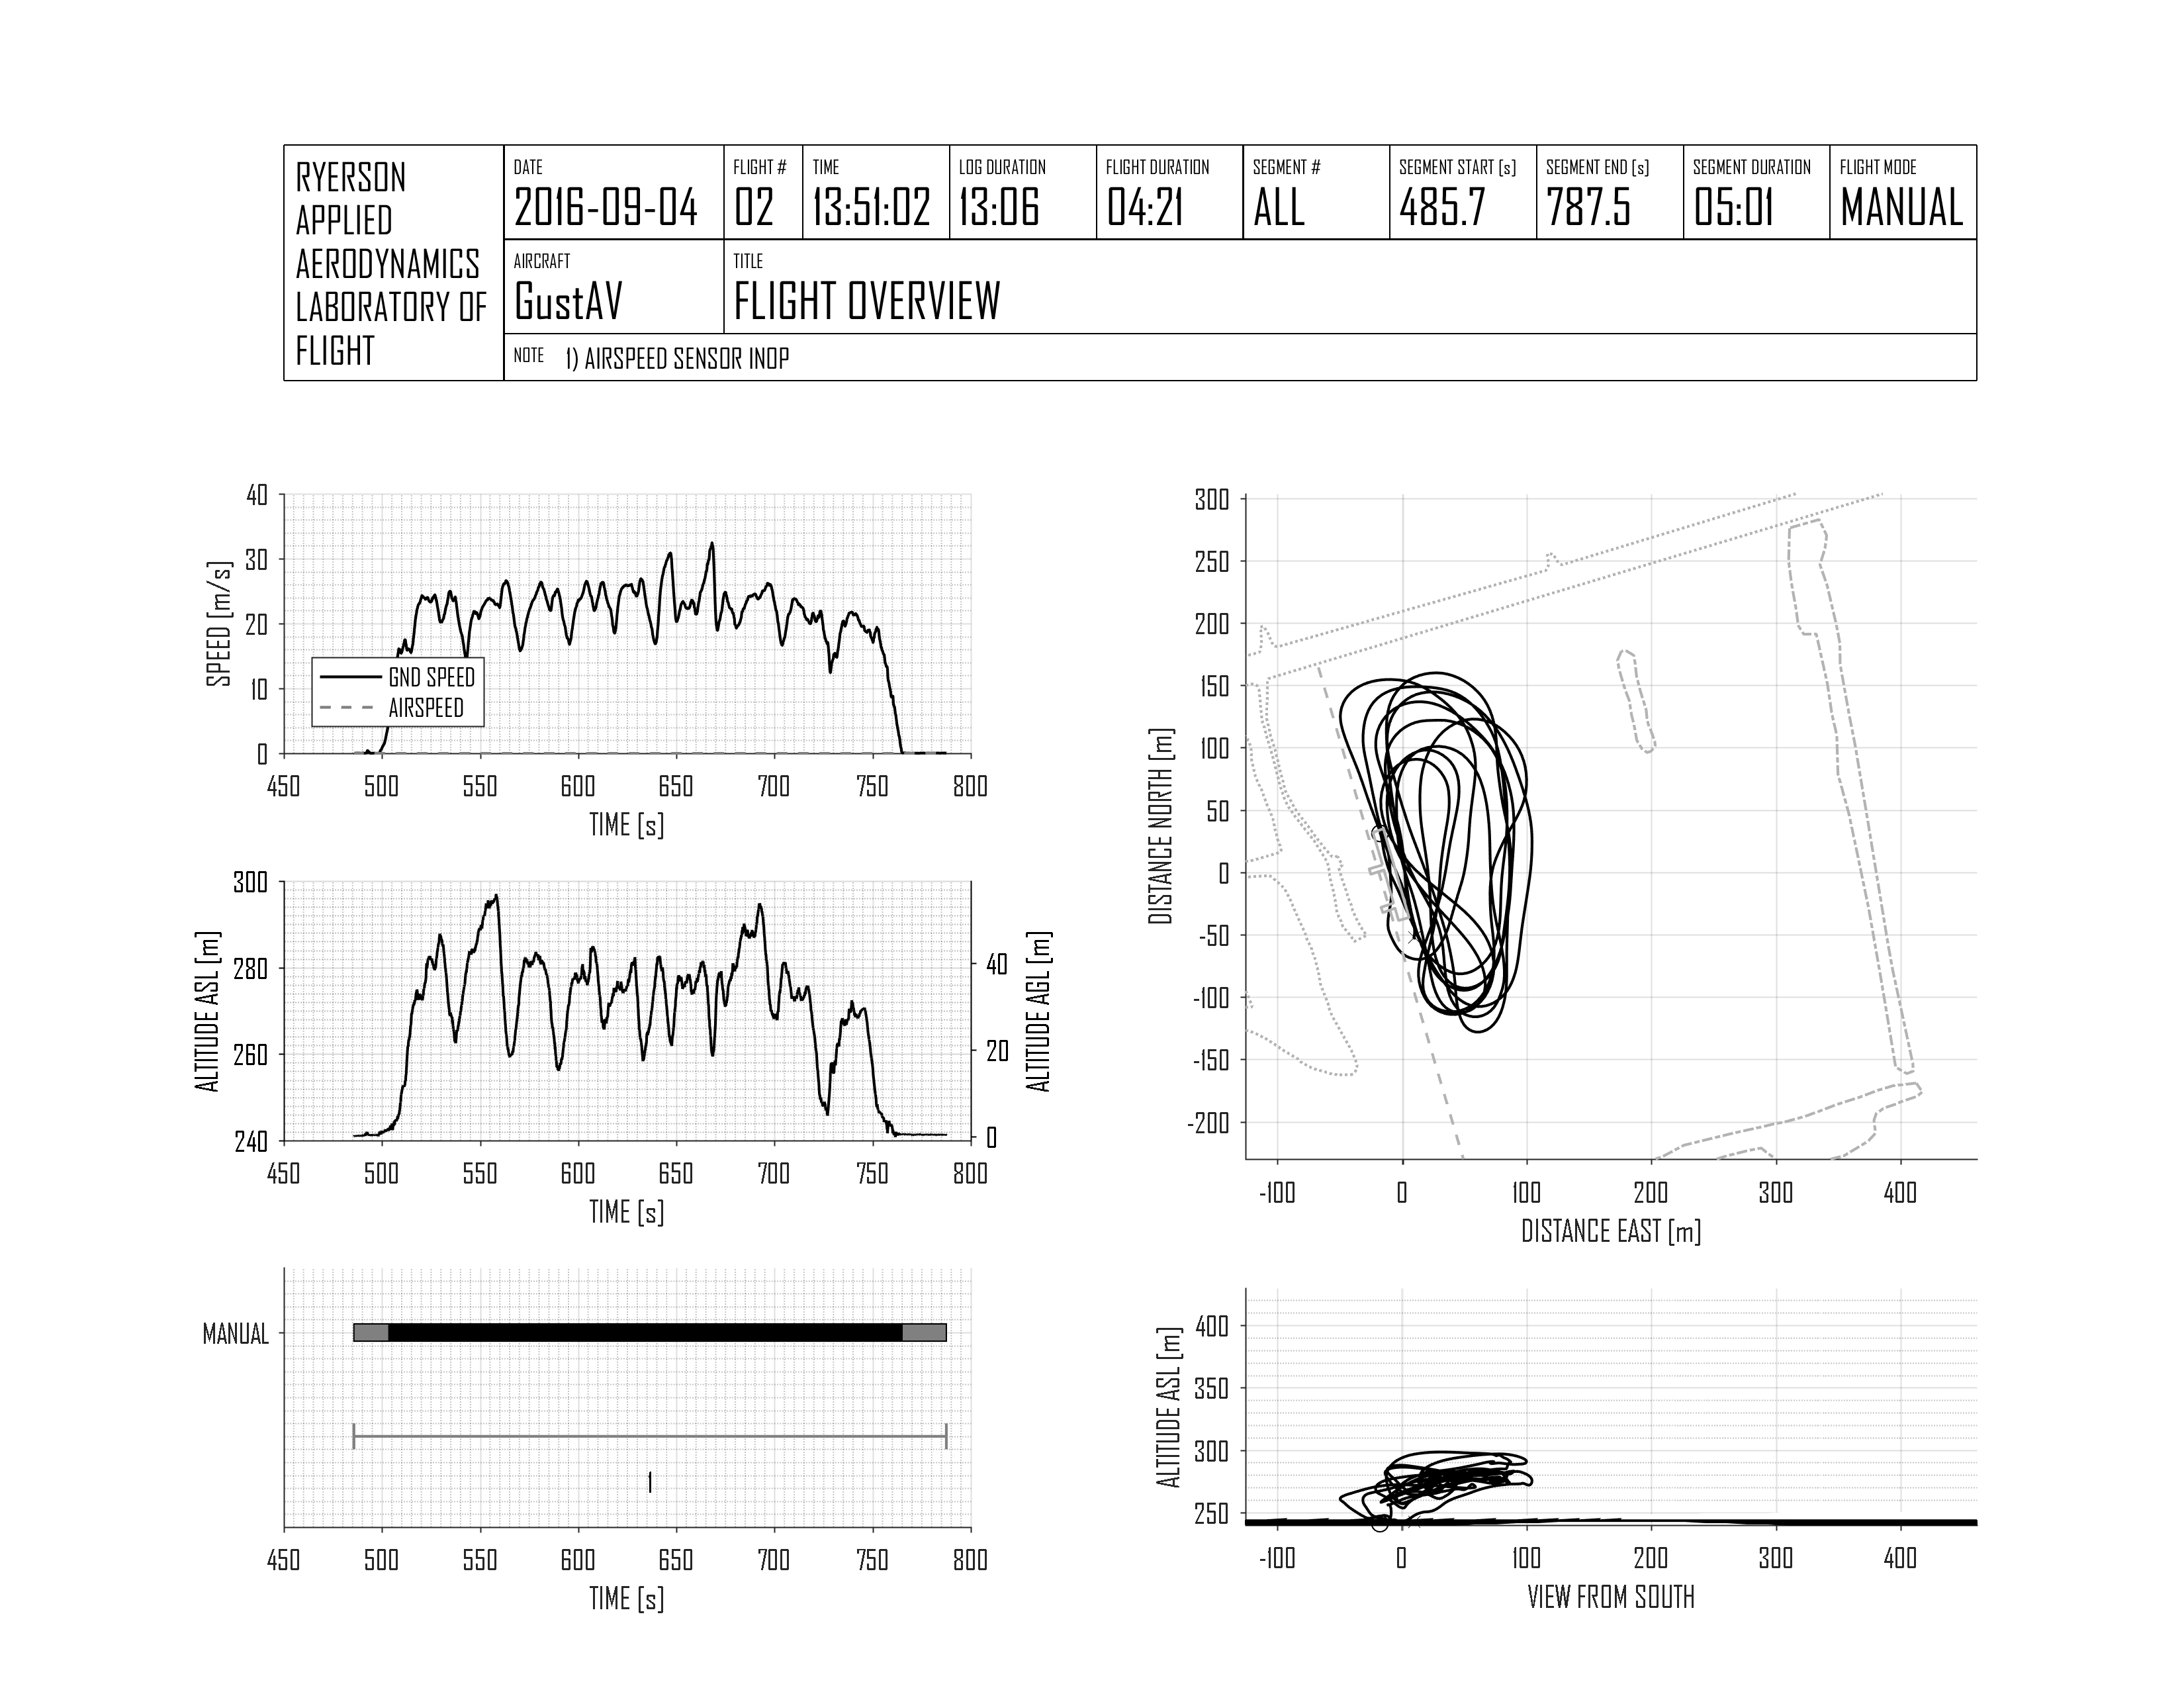 RYERSON
APPLIED
AERODYNAMICS
LABORATORY OF
FLIGHT
DATE
2016-09-04
FLIGHT #
02
TIME
13:51:02
LOG DURATION
13:06
FLIGHT DURATION
04:21
SEGMENT #
ALL
SEGMENT START [s]
485.7
SEGMENT END [s]
787.5
SEGMENT DURATION
05:01
FLIGHT MODE
MANUAL
AIRCRAFT
GustAV
TITLE
FLIGHT OVERVIEW
NOTE 1) AIRSPEED SENSOR INOP
SPEED [m/s]
40
30
20
10
0
GND SPEED
AIRSPEED
450 500 550 600 650 700 750 800
TIME [s]
ALTITUDE ASL [m]
300
280
260
240
ALTITUDE AGL [m]
40
20
0
450 500 550 600 650 700 750 800
TIME [s]
MANUAL
1
450 500 550 600 650 700 750 800
TIME [s]
DISTANCE NORTH [m]
300
250
200
150
100
50
0
-50
-100
-150
-200
-100 0 100 200 300 400
DISTANCE EAST [m]
ALTITUDE ASL [m]
400
350
300
250
-100 0 100 200 300 400
VIEW FROM SOUTH